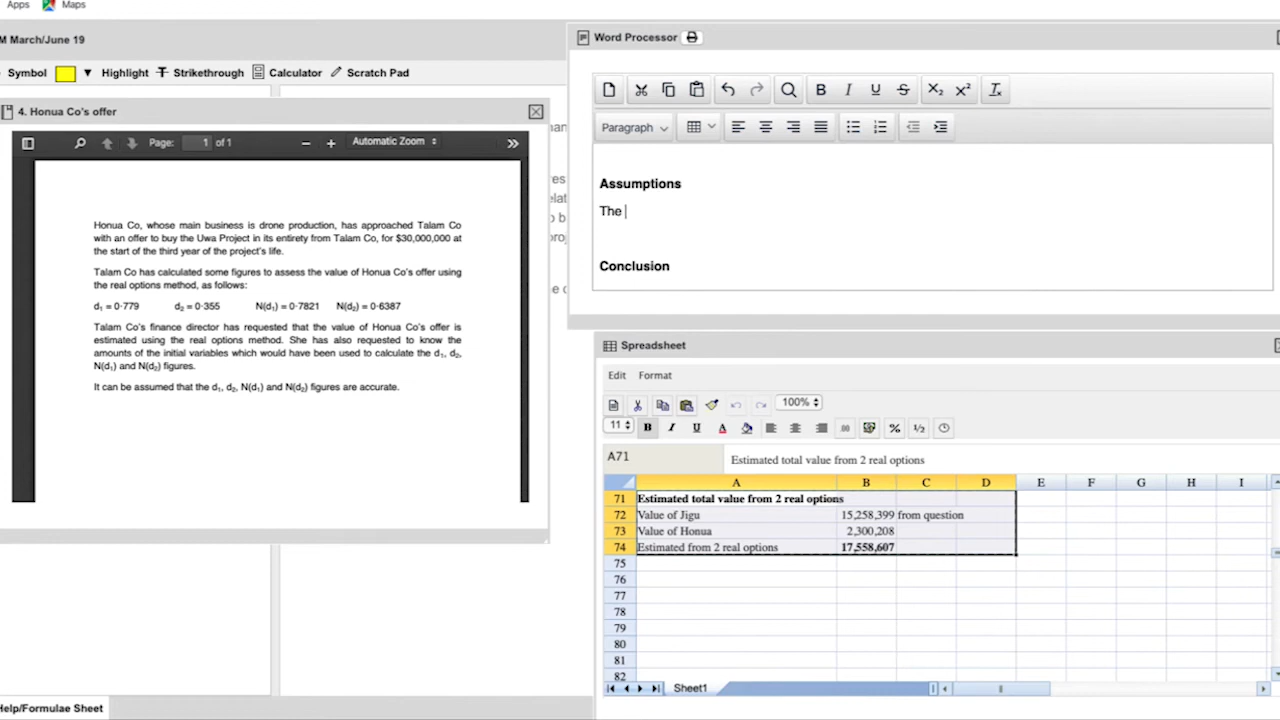 Apps Maps
M March/June 19
Symbol Highlight Strikethrough Calculator Scratch Pad
4. Honua Co's offer
Page: 1 of 1 Automatic Zoom
Honua Co, whose main business is drone production, has approached Talam Co
with an offer to buy the Uwa Project in its entirety from Talam Co, for $30,000,000 at
the start of the third year of the project's life.
Talam Co has calculated some figures to assess the value of Honua Co's offer using
the real options method, as follows:
d₁ = 0·779 d₂ = 0·355 N(d₁) = 0·7821 N(d₂) = 0·6387
Talam Co's finance director has requested that the value of Honua Co's offer is
estimated using the real options method. She has also requested to know the
amounts of the initial variables which would have been used to calculate the d₁, d₂,
N(d₁) and N(d₂) figures.
It can be assumed that the d₁, d₂, N(d₁) and N(d₂) figures are accurate.
Help/Formulae Sheet
Word Processor
B I U S X₂ X² Tx
Paragraph
Assumptions
The
Conclusion
Spreadsheet
Edit Format
100%
11 B I U A .00 % 1/2
A71 Estimated total value from 2 real options
A B C D E F G H I
71 Estimated total value from 2 real options
72 Value of Jigu 15,258,399 from question
73 Value of Honua 2,300,208
74 Estimated from 2 real options 17,558,607
75
76
77
78
79
80
81
82
Sheet1